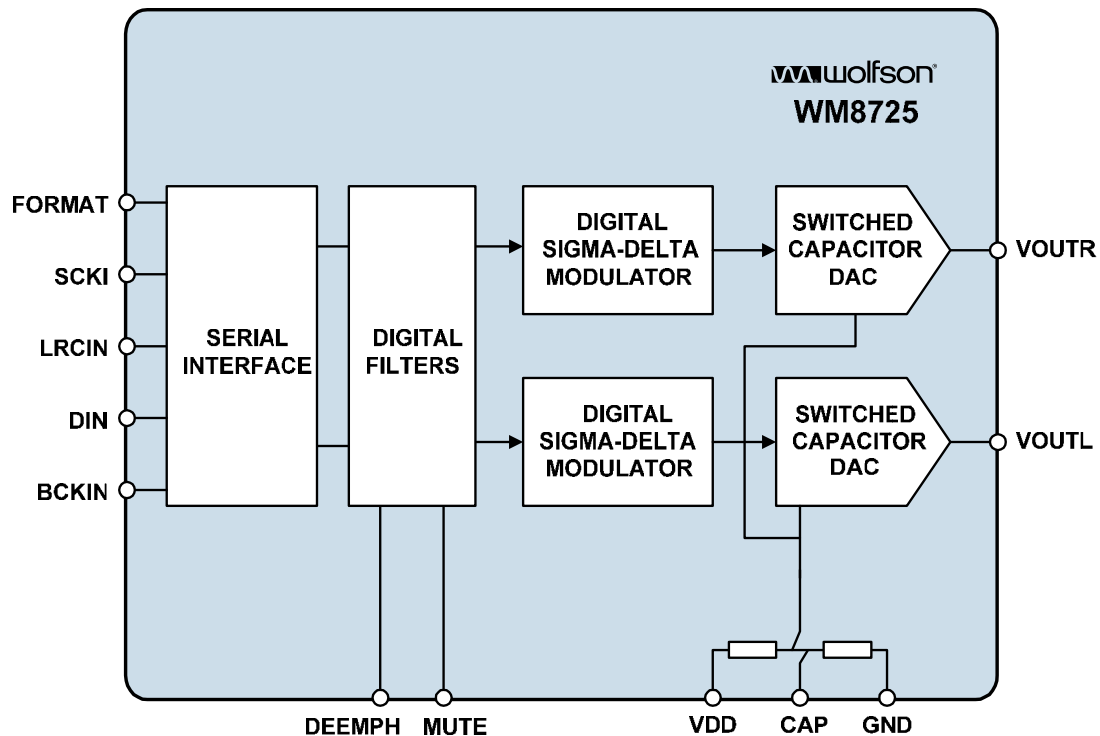 wolfson®
WM8725
FORMAT
SCKI
LRCIN
DIN
BCKIN
SERIAL
INTERFACE
DIGITAL
FILTERS
DIGITAL
SIGMA-DELTA
MODULATOR
SWITCHED
CAPACITOR
DAC
VOUTR
DIGITAL
SIGMA-DELTA
MODULATOR
SWITCHED
CAPACITOR
DAC
VOUTL
DEEMPH
MUTE
VDD
CAP
GND